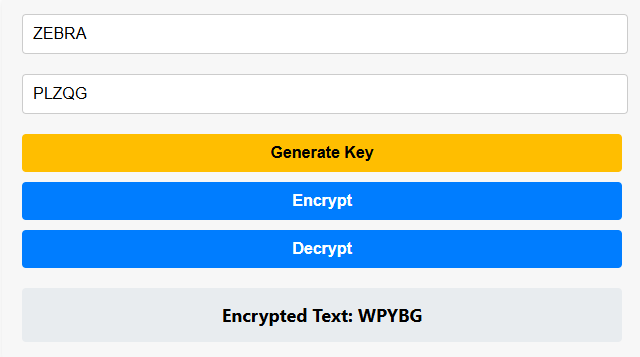 ZEBRA
PLZQG
Generate Key
Encrypt
Decrypt
Encrypted Text: WPYBG